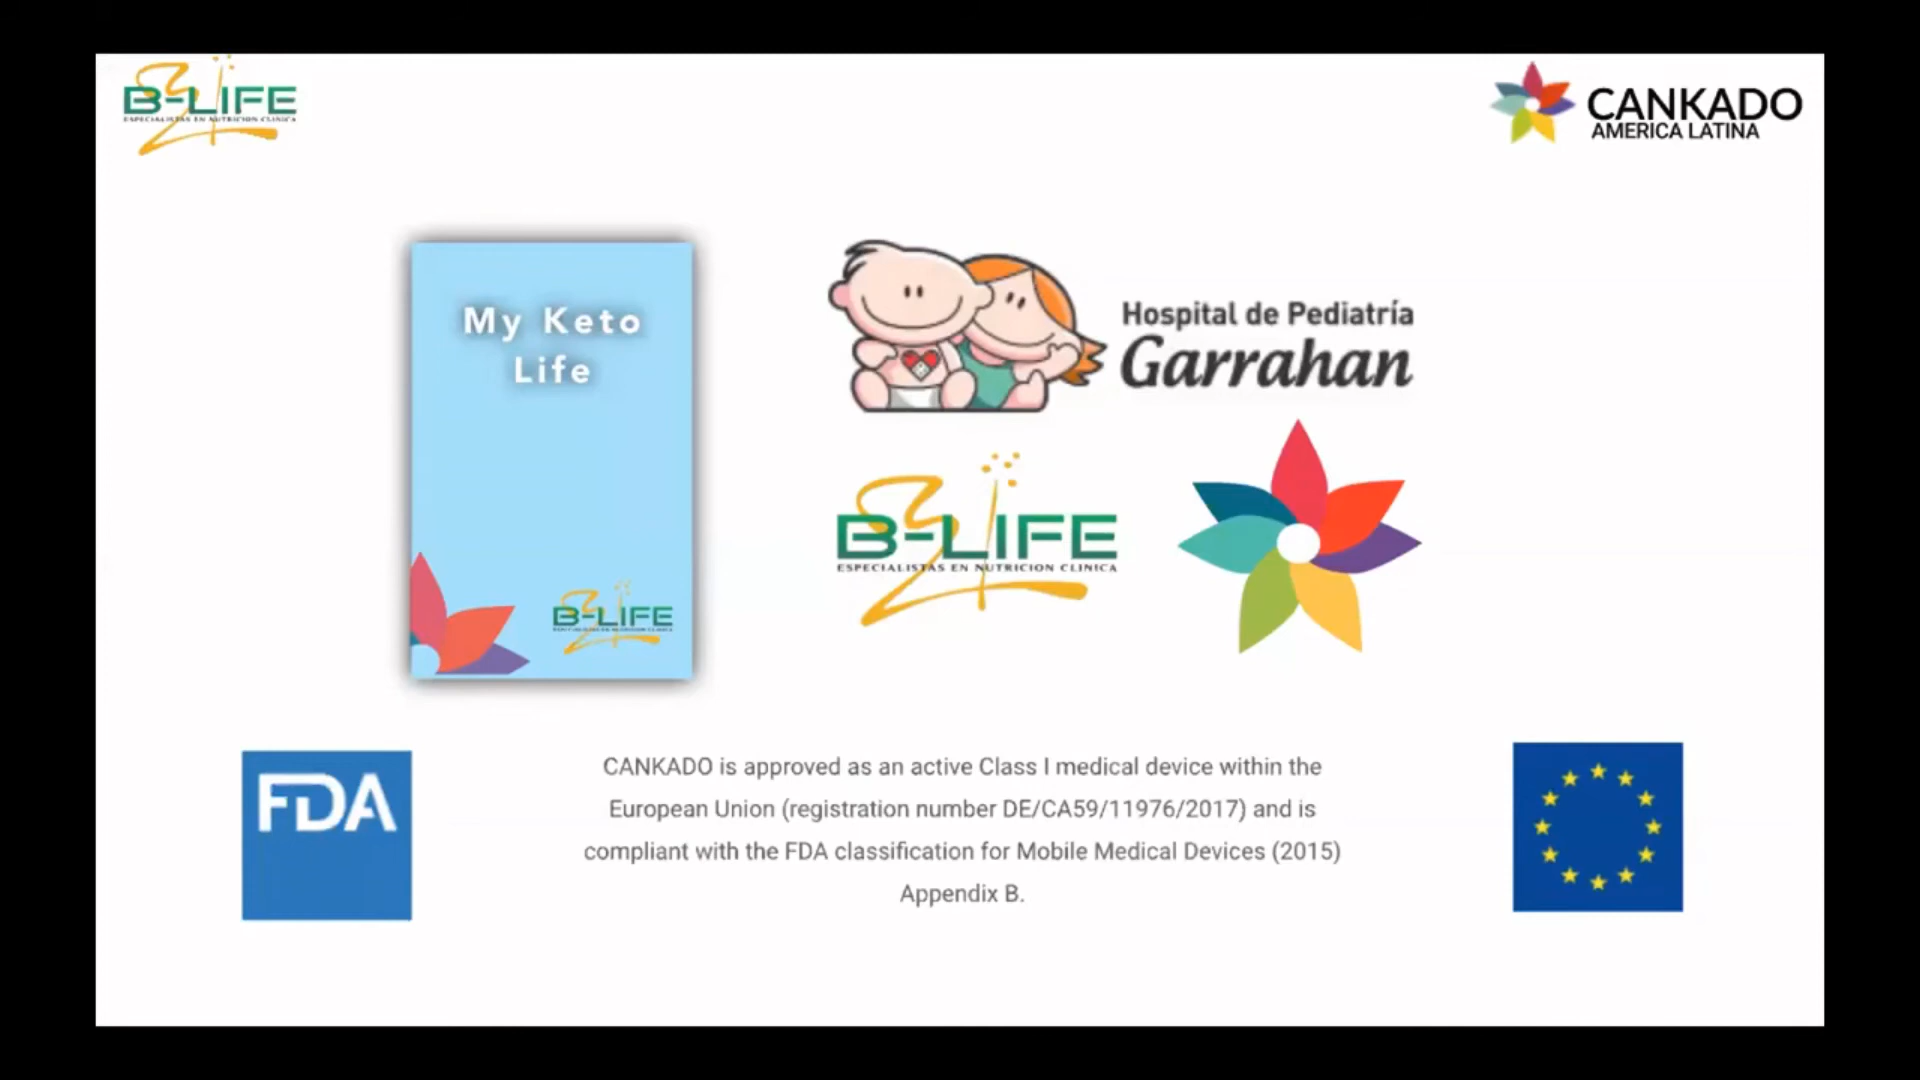 B-LIFE
ESPECIALISTAS EN NUTRICION CLINICA
CANKADO
AMERICA LATINA
My Keto
Life
B-LIFE
Hospital de Pediatría
Garrahan
B-LIFE
ESPECIALISTAS EN NUTRICION CLINICA
FDA
CANKADO is approved as an active Class I medical device within the
European Union (registration number DE/CA59/11976/2017) and is
compliant with the FDA classification for Mobile Medical Devices (2015)
Appendix B.